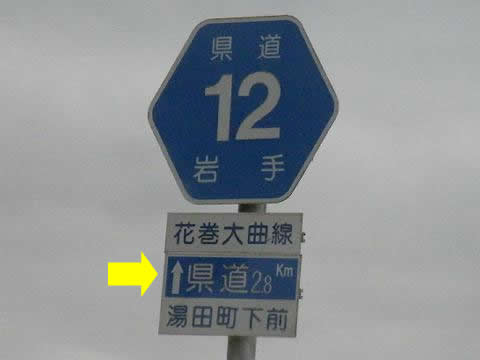 県道
12
岩手
花巻大曲線
↑県道2.8Km
湯田町下前